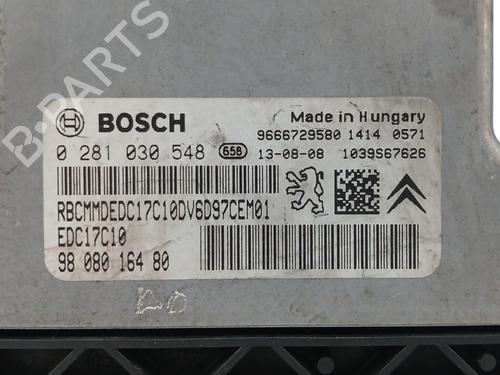 B-PARTS
BOSCH
Made in Hungary
9666729580 1414 0571
0 281 030 548 65B 13-08-08 1039S67626
RBCMMDEDC17C10DV6D97CEM01
EDC17C10
98 080 164 80